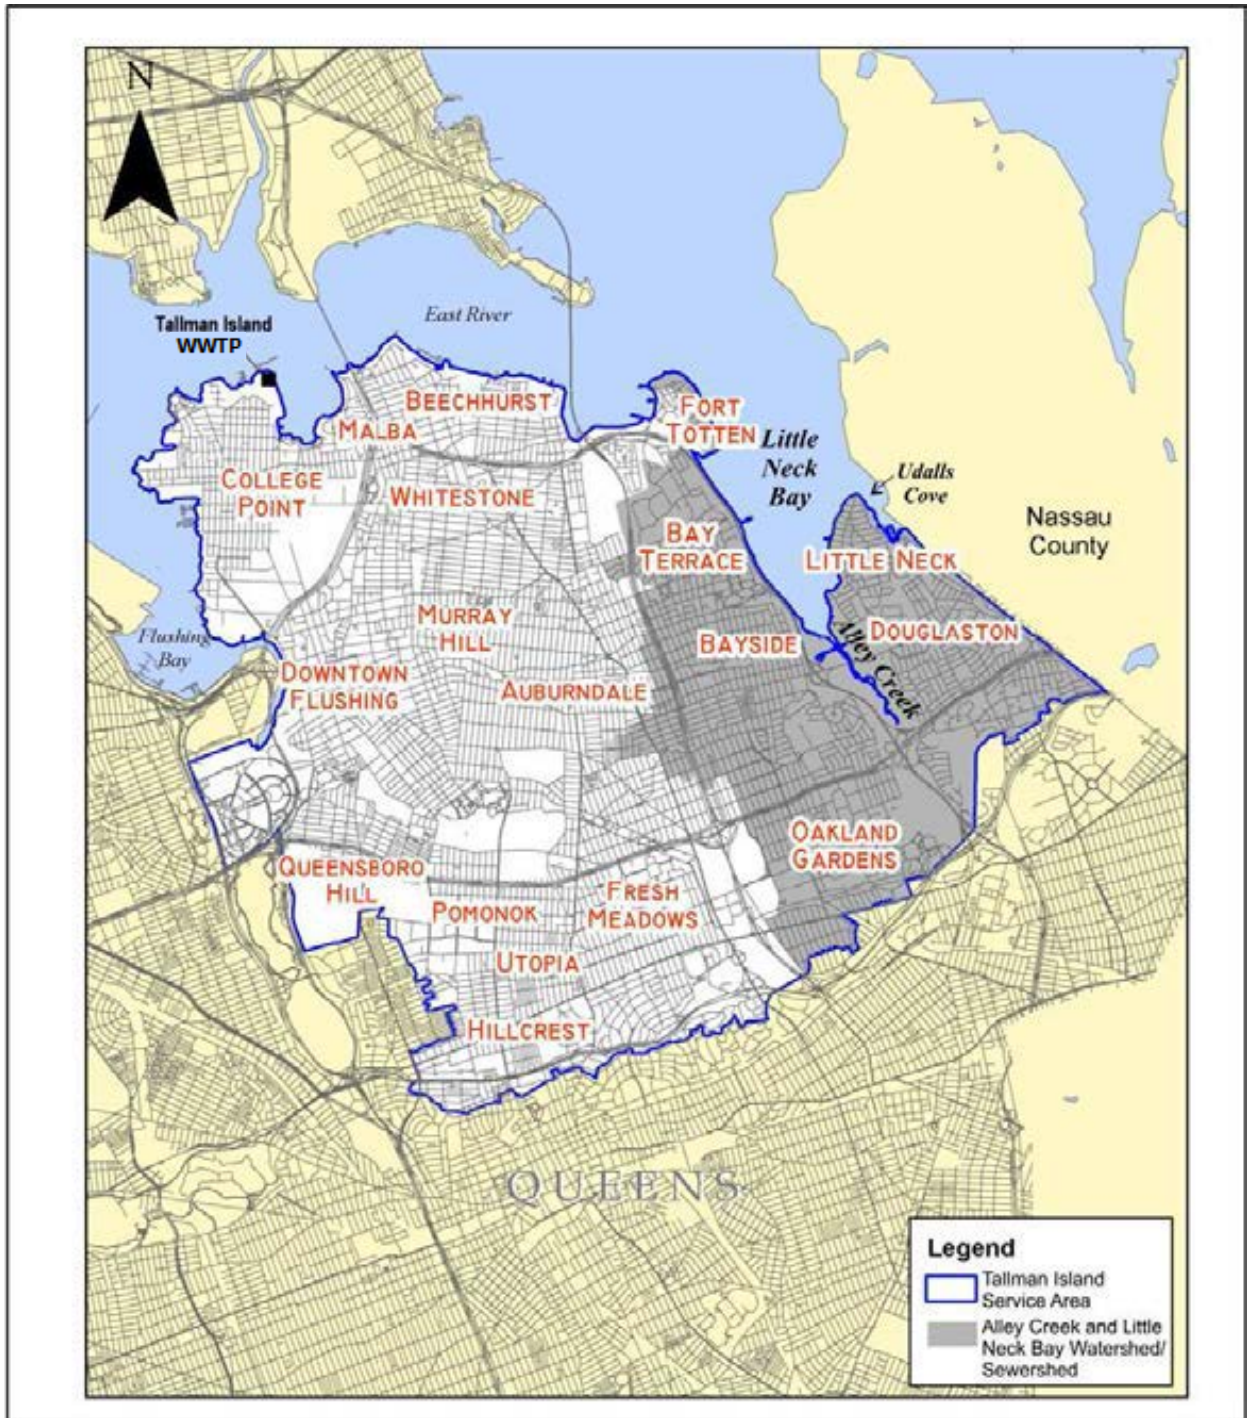 N
East River
Tallman Island
WWTP
BEECHHURST
FORT
TOTTEN
MALBA
Little
Neck
Bay
COLLEGE
POINT
WHITESTONE
Udalls
Cove
Nassau
County
BAY
TERRACE
LITTLE NECK
MURRAY
HILL
Flushing
Bay
BAYSIDE
DOUGLASTON
Alley Creek
DOWNTOWN
FLUSHING
AUBURNDALE
OAKLAND
GARDENS
QUEENSBORO
HILL
FRESH
MEADOWS
POMONOK
UTOPIA
HILLCREST
QUEENS
Legend
Tallman Island
Service Area
Alley Creek and Little
Neck Bay Watershed/
Sewershed